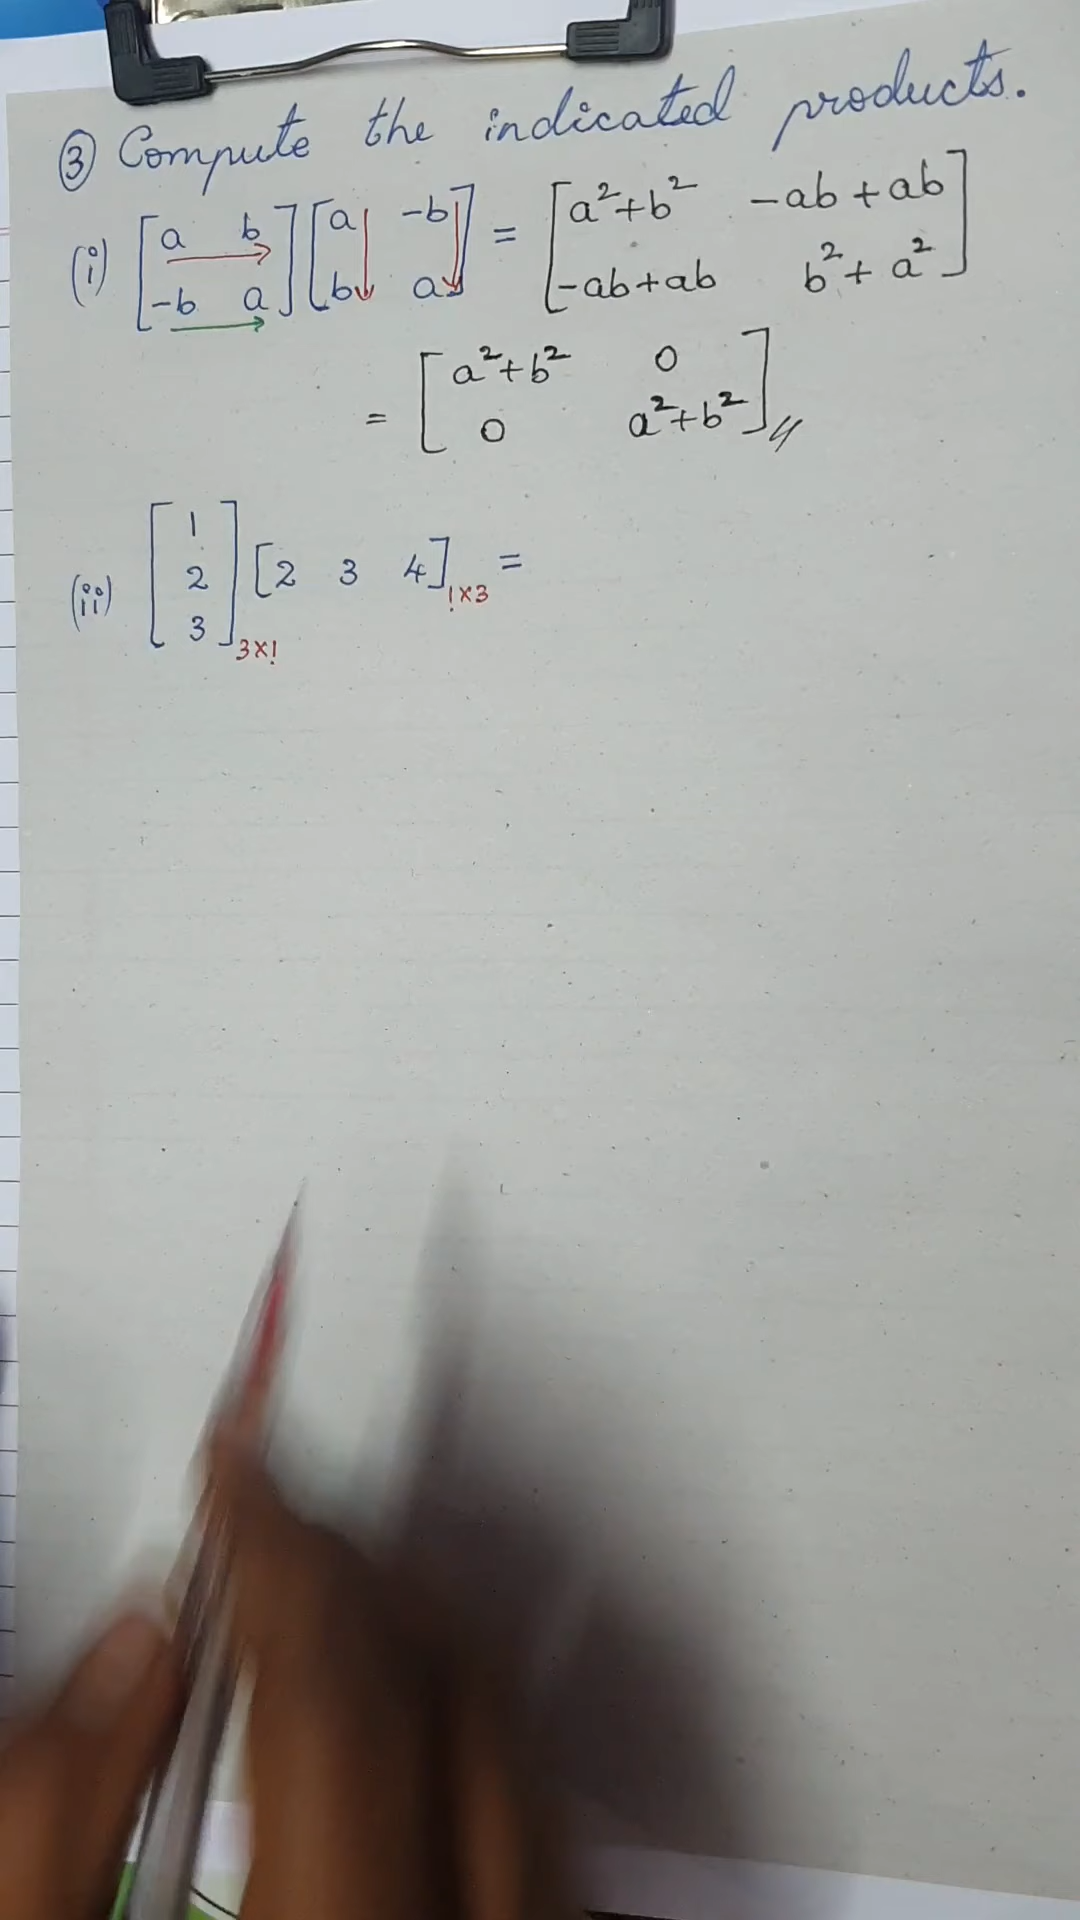 ③ Compute the indicated products.
(i) [a b; -b a] [a -b; b a] = [a²+b² -ab+ab; -ab+ab b²+a²]
= [a²+b² 0; 0 a²+b²]
(ii) [1; 2; 3]3×1 [2 3 4]1×3 =